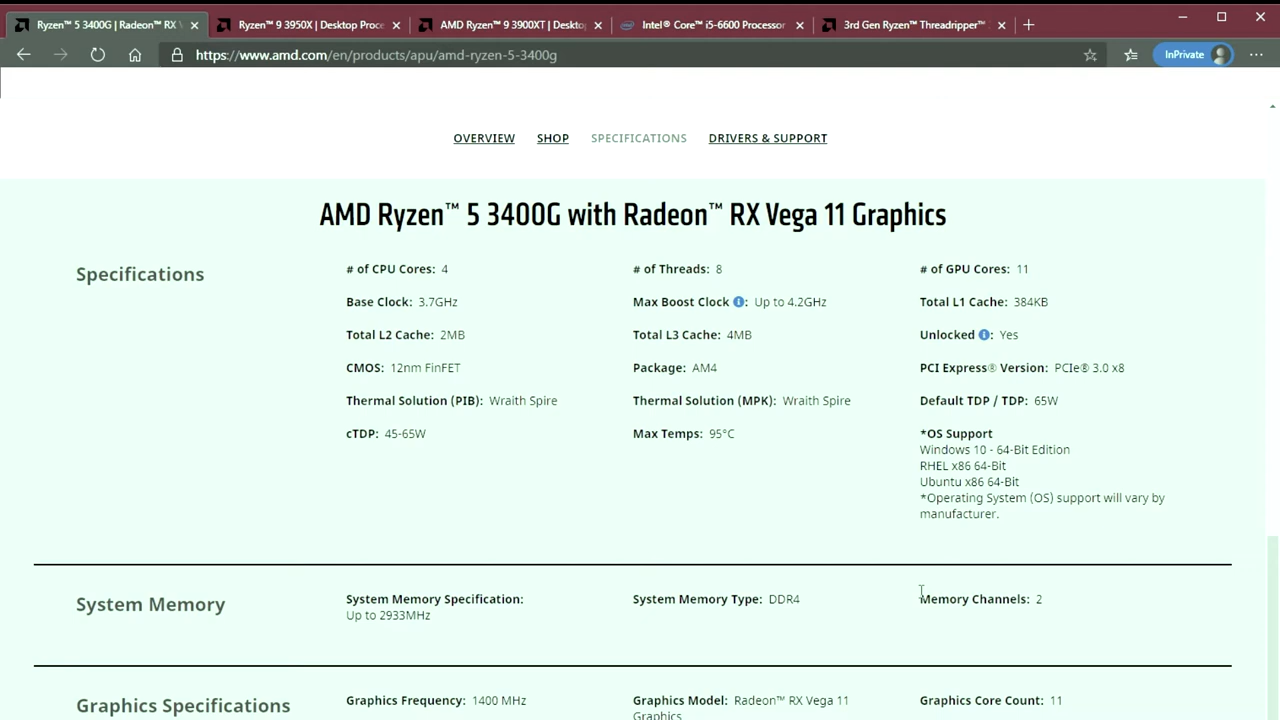 Ryzen™ 5 3400G | Radeon™ RX V
Ryzen™ 9 3950X | Desktop Proce
AMD Ryzen™ 9 3900XT | Deskto
Intel® Core™ i5-6600 Processor
3rd Gen Ryzen™ Threadripper™
https://www.amd.com/en/products/apu/amd-ryzen-5-3400g
InPrivate
OVERVIEW SHOP SPECIFICATIONS DRIVERS & SUPPORT
AMD Ryzen™ 5 3400G with Radeon™ RX Vega 11 Graphics
Specifications
# of CPU Cores: 4
# of Threads: 8
# of GPU Cores: 11
Base Clock: 3.7GHz
Max Boost Clock : Up to 4.2GHz
Total L1 Cache: 384KB
Total L2 Cache: 2MB
Total L3 Cache: 4MB
Unlocked : Yes
CMOS: 12nm FinFET
Package: AM4
PCI Express® Version: PCIe® 3.0 x8
Thermal Solution (PIB): Wraith Spire
Thermal Solution (MPK): Wraith Spire
Default TDP / TDP: 65W
cTDP: 45-65W
Max Temps: 95°C
*OS Support
Windows 10 - 64-Bit Edition
RHEL x86 64-Bit
Ubuntu x86 64-Bit
*Operating System (OS) support will vary by
manufacturer.
System Memory
System Memory Specification:
Up to 2933MHz
System Memory Type: DDR4
Memory Channels: 2
Graphics Specifications
Graphics Frequency: 1400 MHz
Graphics Model: Radeon™ RX Vega 11
Graphics
Graphics Core Count: 11